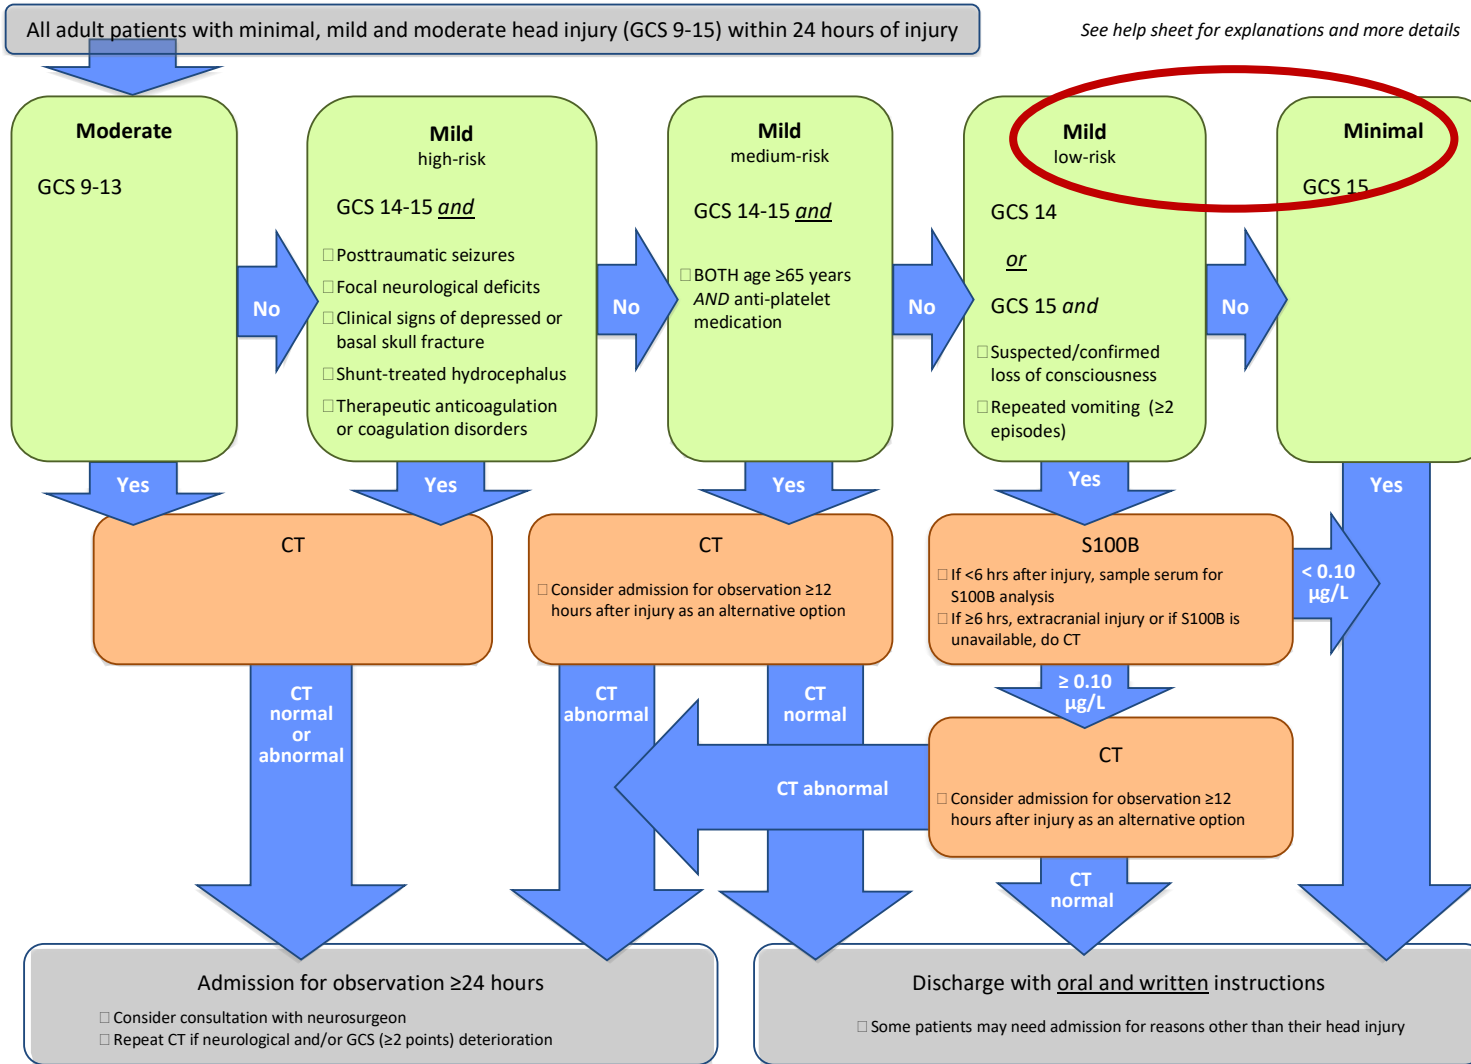 All adult patients with minimal, mild and moderate head injury (GCS 9-15) within 24 hours of injury
See help sheet for explanations and more details
Moderate
GCS 9-13
No
Yes
Mild
high-risk
GCS 14-15 and
□ Posttraumatic seizures
□ Focal neurological deficits
□ Clinical signs of depressed or
basal skull fracture
□ Shunt-treated hydrocephalus
□ Therapeutic anticoagulation
or coagulation disorders
No
Yes
Mild
medium-risk
GCS 14-15 and
□ BOTH age ≥65 years
AND anti-platelet
medication
No
Yes
Mild
low-risk
GCS 14
or
GCS 15 and
□ Suspected/confirmed
loss of consciousness
□ Repeated vomiting (≥2
episodes)
No
Yes
Minimal
GCS 15
Yes
CT
CT
□ Consider admission for observation ≥12
hours after injury as an alternative option
S100B
□ If <6 hrs after injury, sample serum for
S100B analysis
□ If ≥6 hrs, extracranial injury or if S100B is
unavailable, do CT
< 0.10
μg/L
CT
normal
or
abnormal
CT
abnormal
CT
normal
≥ 0.10
μg/L
CT
□ Consider admission for observation ≥12
hours after injury as an alternative option
CT abnormal
CT
normal
Admission for observation ≥24 hours
□ Consider consultation with neurosurgeon
□ Repeat CT if neurological and/or GCS (≥2 points) deterioration
Discharge with oral and written instructions
□ Some patients may need admission for reasons other than their head injury